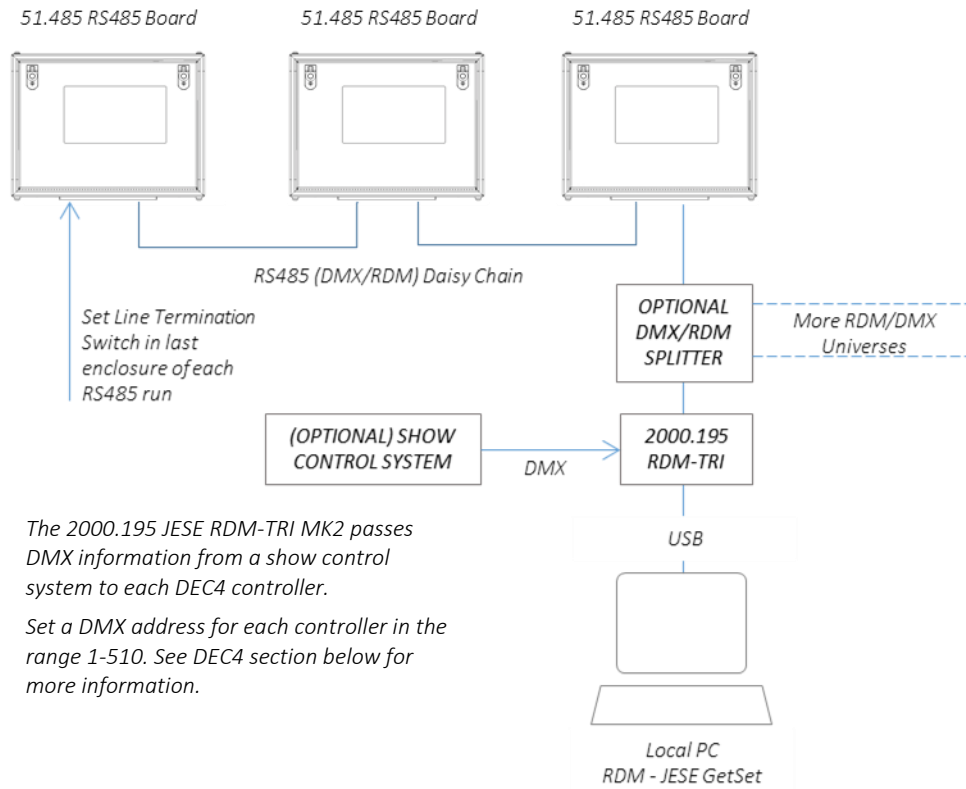 51.485 RS485 Board
51.485 RS485 Board
51.485 RS485 Board
RS485 (DMX/RDM) Daisy Chain
Set Line Termination
Switch in last
enclosure of each
RS485 run
OPTIONAL
DMX/RDM
SPLITTER
More RDM/DMX
Universes
(OPTIONAL) SHOW
CONTROL SYSTEM
DMX
2000.195
RDM-TRI
USB
The 2000.195 JESE RDM-TRI MK2 passes
DMX information from a show control
system to each DEC4 controller.
Set a DMX address for each controller in the
range 1-510. See DEC4 section below for
more information.
Local PC
RDM - JESE GetSet